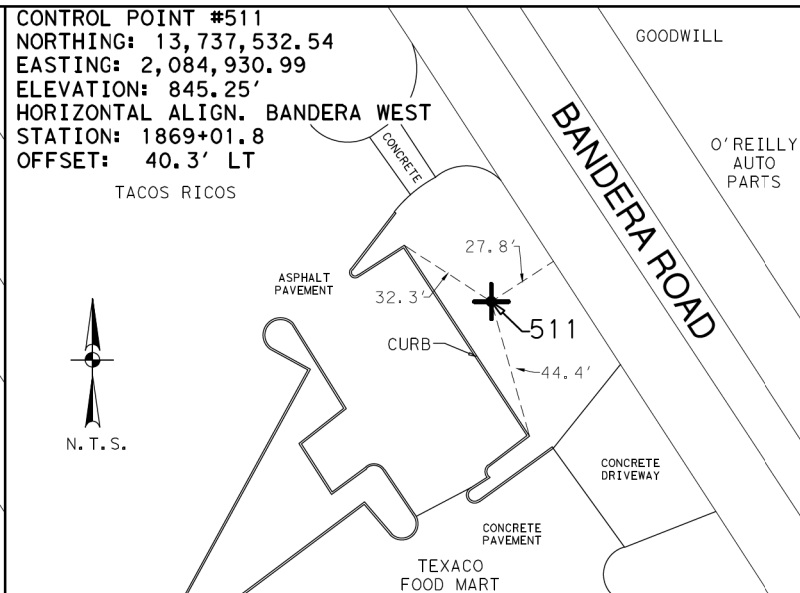 CONTROL POINT #511
NORTHING: 13,737,532.54
EASTING: 2,084,930.99
ELEVATION: 845.25'
HORIZONTAL ALIGN. BANDERA WEST
STATION: 1869+01.8
OFFSET: 40.3' LT
TACOS RICOS
GOODWILL
BANDERA ROAD
O'REILLY
AUTO
PARTS
CONCRETE
27.8'
ASPHALT
PAVEMENT
32.3'
511
CURB
44.4'
N.T.S.
CONCRETE
DRIVEWAY
CONCRETE
PAVEMENT
TEXACO
FOOD MART